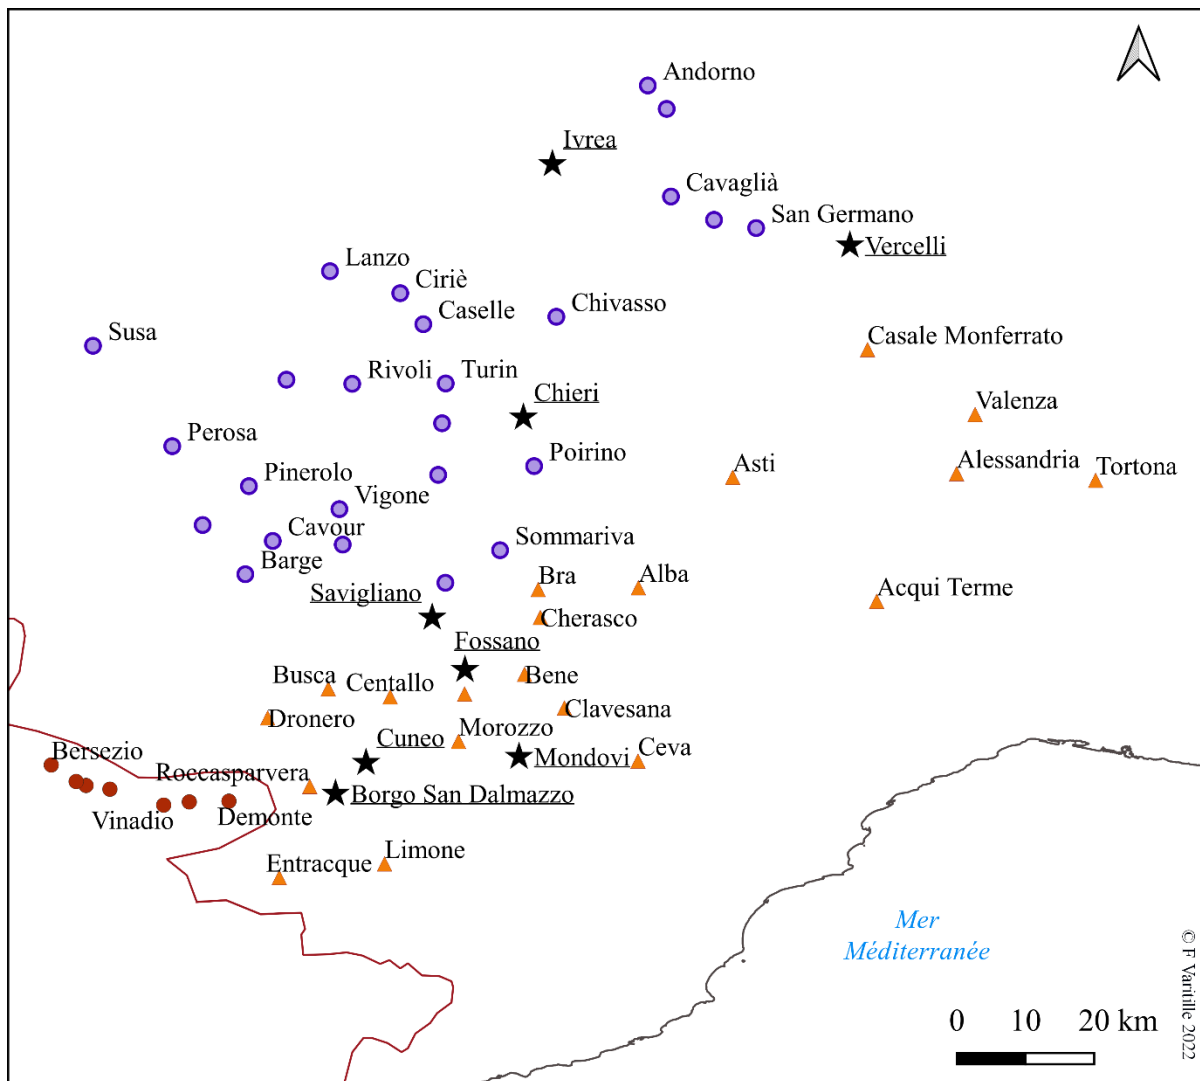 Andorno
Ivrea
Cavaglià
San Germano
Vercelli
Lanzo
Ciriè
Caselle
Chivasso
Susa
Casale Monferrato
Rivoli
Turin
Chieri
Valenza
Perosa
Poirino
Asti
Alessandria
Tortona
Pinerolo
Vigone
Cavour
Sommariva
Barge
Bra
Alba
Savigliano
Acqui Terme
Cherasco
Fossano
Busca
Centallo
Bene
Dronero
Clavesana
Morozzo
Cuneo
Bersezio
Mondovi
Ceva
Roccasparvera
Borgo San Dalmazzo
Vinadio
Demonte
Limone
Entracque
Mer
Méditerranée
© F Varitille 2022
0 10 20 km